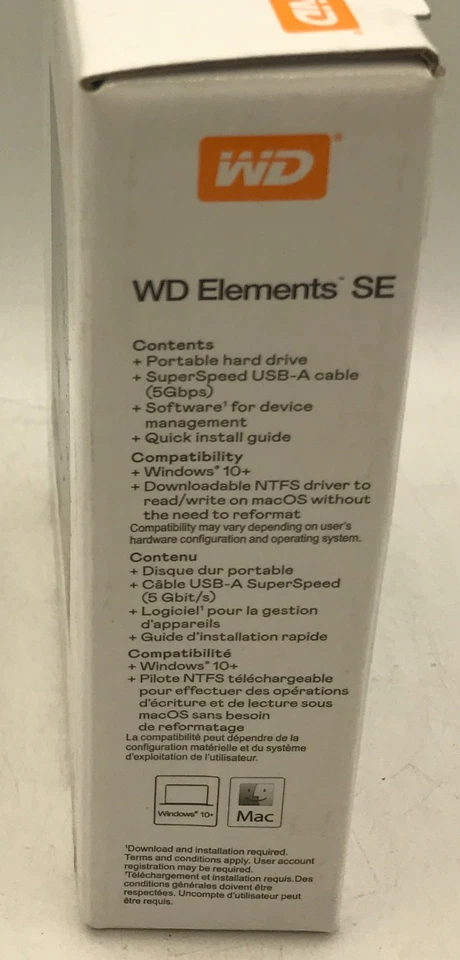 WD
WD®
WD Elements™ SE
Contents
+ Portable hard drive
+ SuperSpeed USB-A cable
(5Gbps)
+ Software¹ for device
management
+ Quick install guide
Compatibility
+ Windows® 10+
+ Downloadable NTFS driver to
read/write on macOS without
the need to reformat
Compatibility may vary depending on user's
hardware configuration and operating system.
Contenu
+ Disque dur portable
+ Câble USB-A SuperSpeed
(5 Gbit/s)
+ Logiciel¹ pour la gestion
d'appareils
+ Guide d'installation rapide
Compatibilité
+ Windows® 10+
+ Pilote NTFS téléchargeable
pour effectuer des opérations
d'écriture et de lecture sous
macOS sans besoin
de reformatage
La compatibilité peut dépendre de la
configuration matérielle et du système
d'exploitation de l'utilisateur.
Windows® 10+
Mac
¹Download and installation required.
Terms and conditions apply. User account
registration may be required.
¹Téléchargement et installation requis.Des
conditions générales doivent être
respectées. Uncompte d'utilisateur peut
être requis.